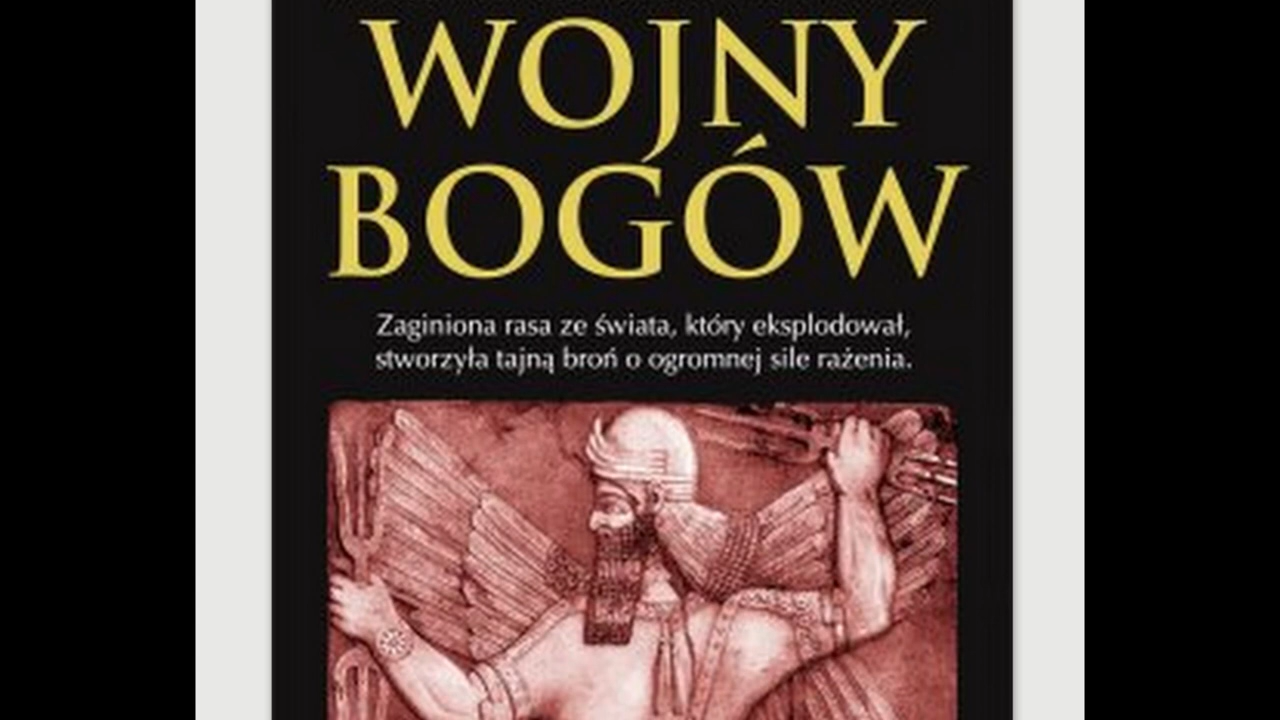 WOJNY
BOGÓW
Zaginiona rasa ze świata, który eksplodował,
stworzyła tajną broń o ogromnej sile rażenia.